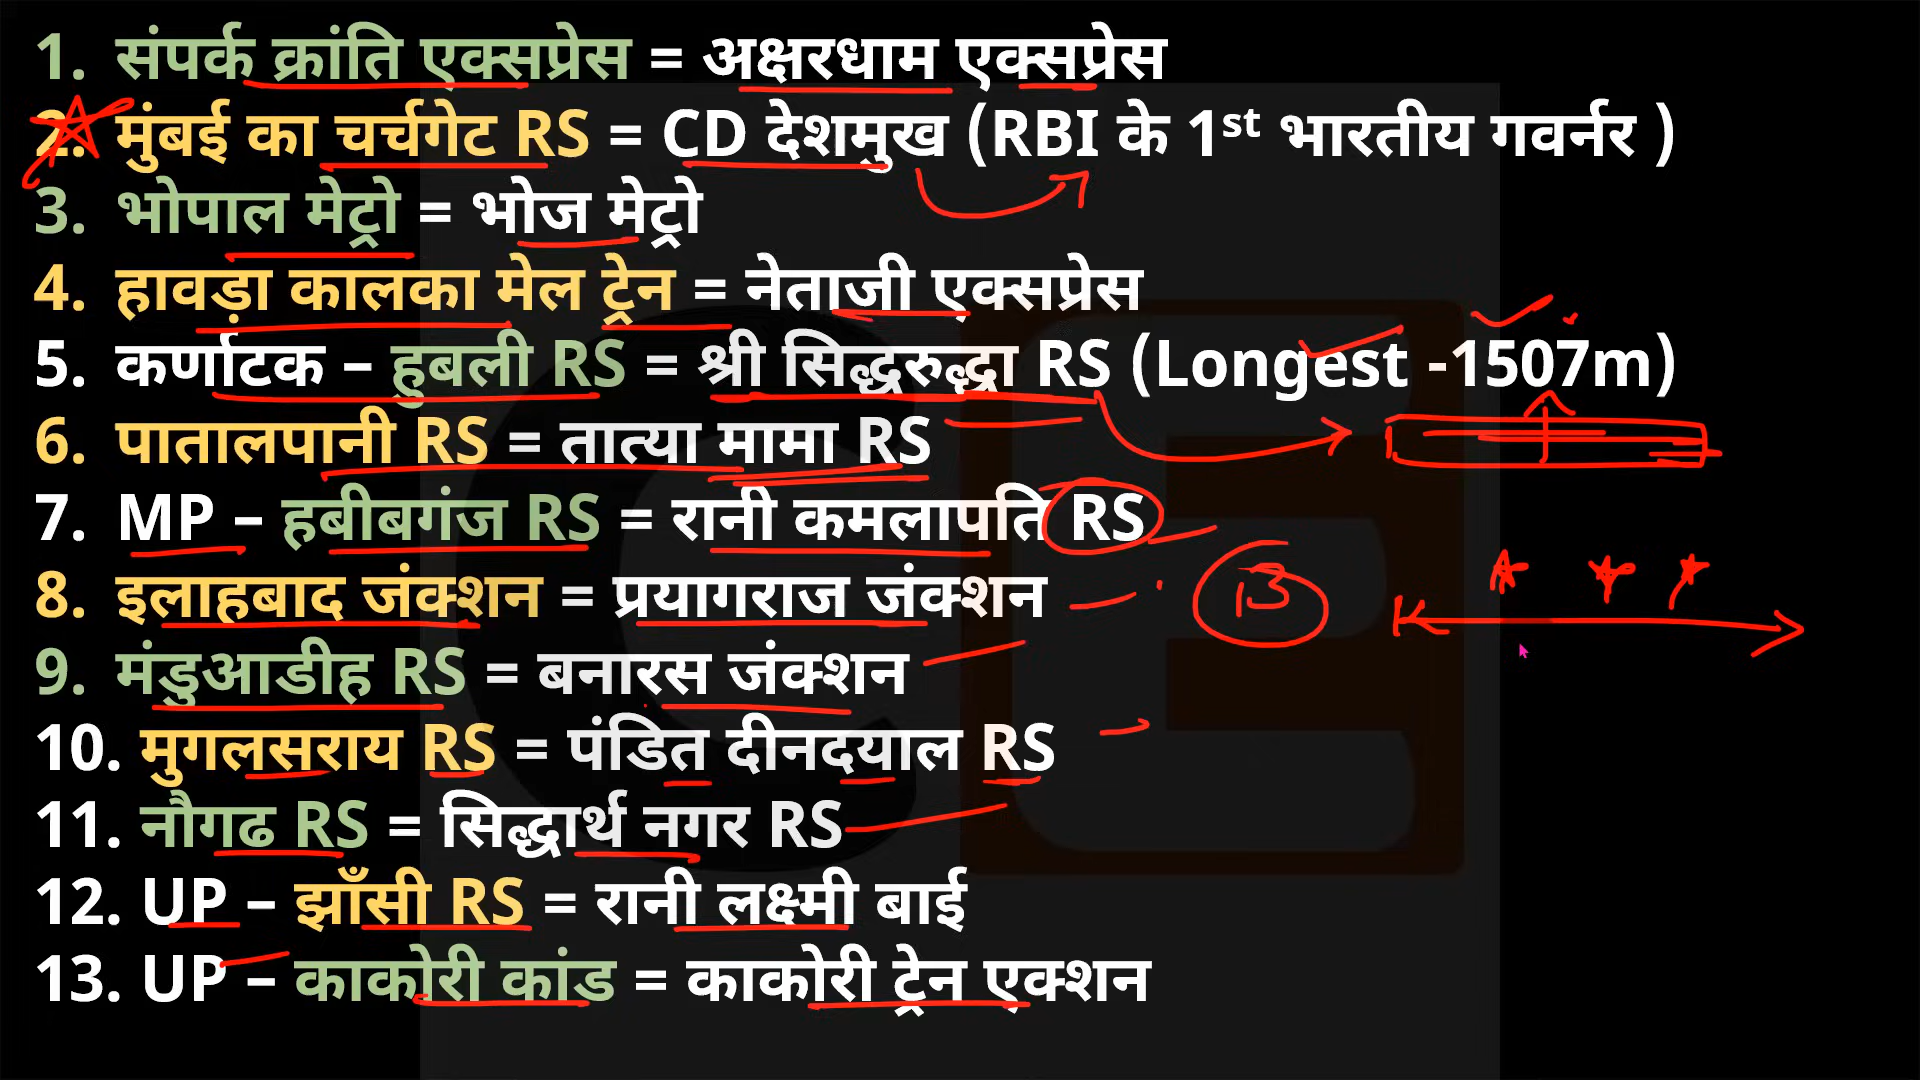 1. संपर्क क्रांति एक्सप्रेस = अक्षरधाम एक्सप्रेस
2. मुंबई का चर्चगेट RS = CD देशमुख (RBI के 1st भारतीय गवर्नर )
3. भोपाल मेट्रो = भोज मेट्रो
4. हावड़ा कालका मेल ट्रेन = नेताजी एक्सप्रेस
5. कर्णाटक – हुबली RS = श्री सिद्धरुद्धा RS (Longest -1507m)
6. पातालपानी RS = तात्या मामा RS
7. MP – हबीबगंज RS = रानी कमलापति RS
8. इलाहबाद जंक्शन = प्रयागराज जंक्शन
13
9. मंडुआडीह RS = बनारस जंक्शन
10. मुगलसराय RS = पंडित दीनदयाल RS
11. नौगढ RS = सिद्धार्थ नगर RS
12. UP – झाँसी RS = रानी लक्ष्मी बाई
13. UP – काकोरी कांड = काकोरी ट्रेन एक्शन